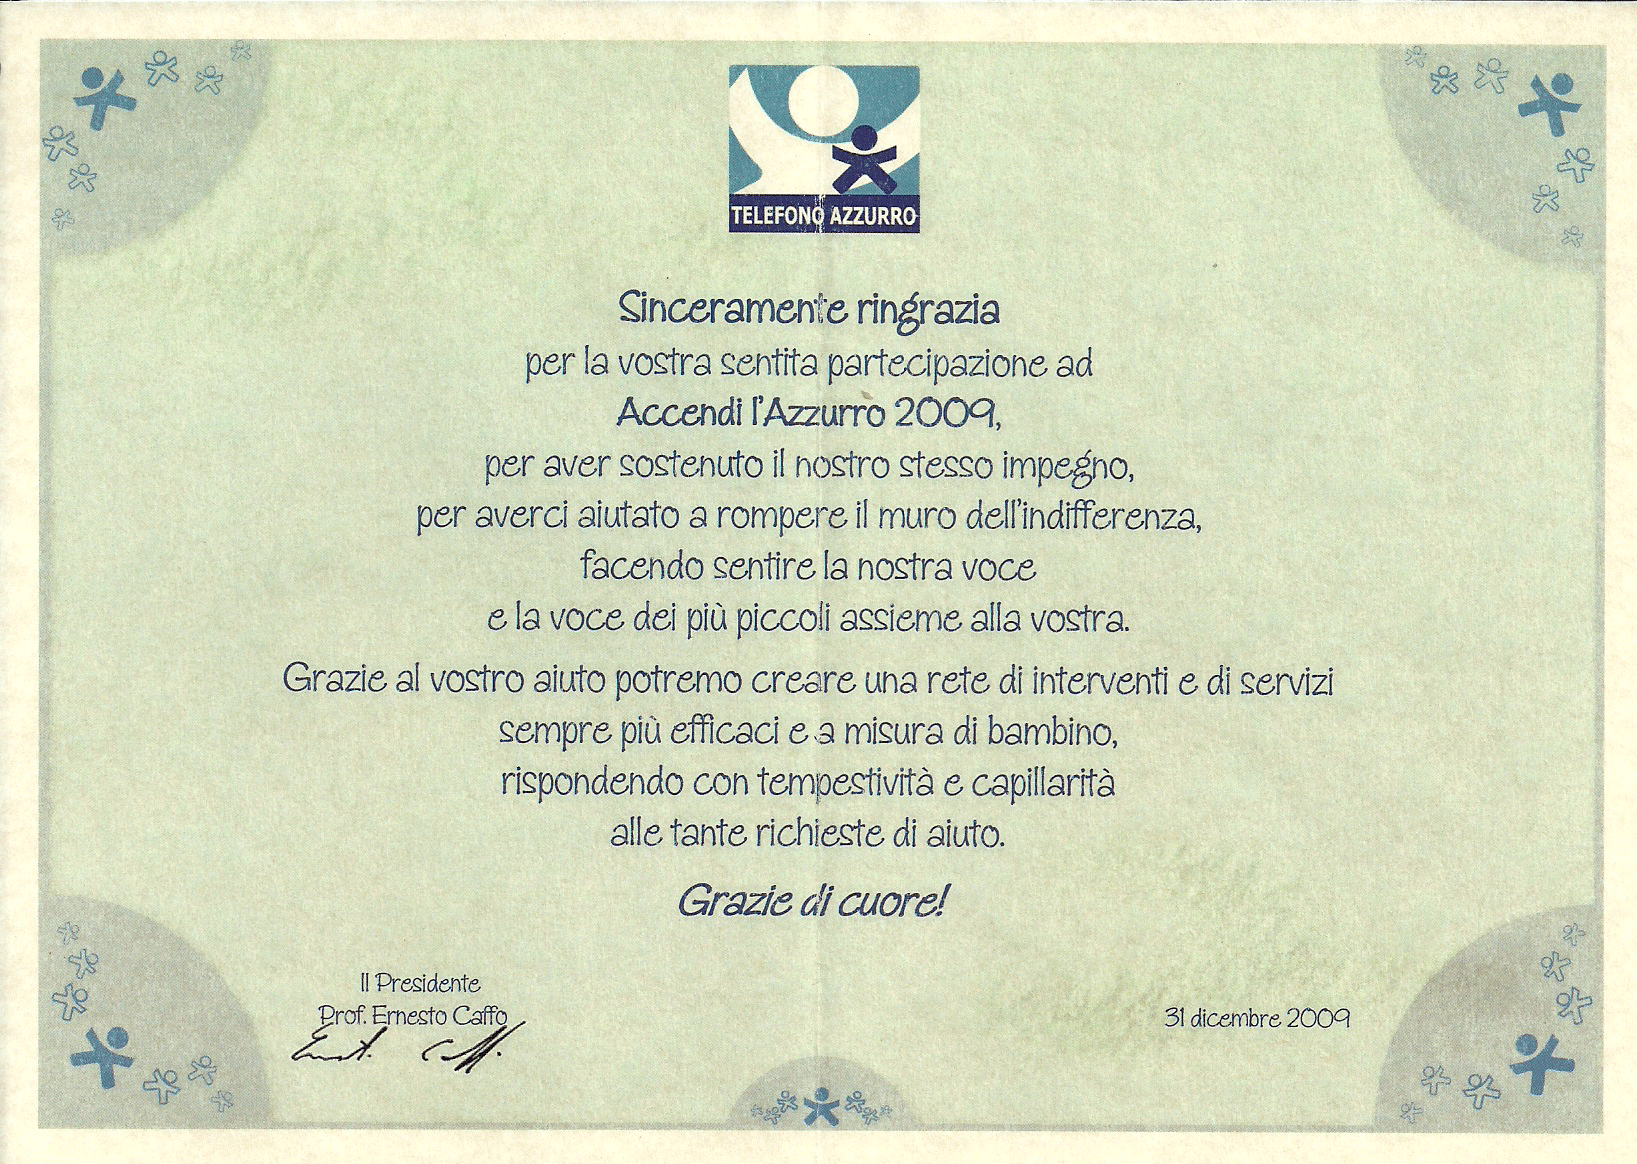 TELEFONO AZZURRO
Sinceramente ringrazia
per la vostra sentita partecipazione ad
Accendi l'Azzurro 2009,
per aver sostenuto il nostro stesso impegno,
per averci aiutato a rompere il muro dell'indifferenza,
facendo sentire la nostra voce
e la voce dei più piccoli assieme alla vostra.
Grazie al vostro aiuto potremo creare una rete di interventi e di servizi
sempre più efficaci e a misura di bambino,
rispondendo con tempestività e capillarità
alle tante richieste di aiuto.
Grazie di cuore!
Il Presidente
Prof. Ernesto Caffo
31 dicembre 2009